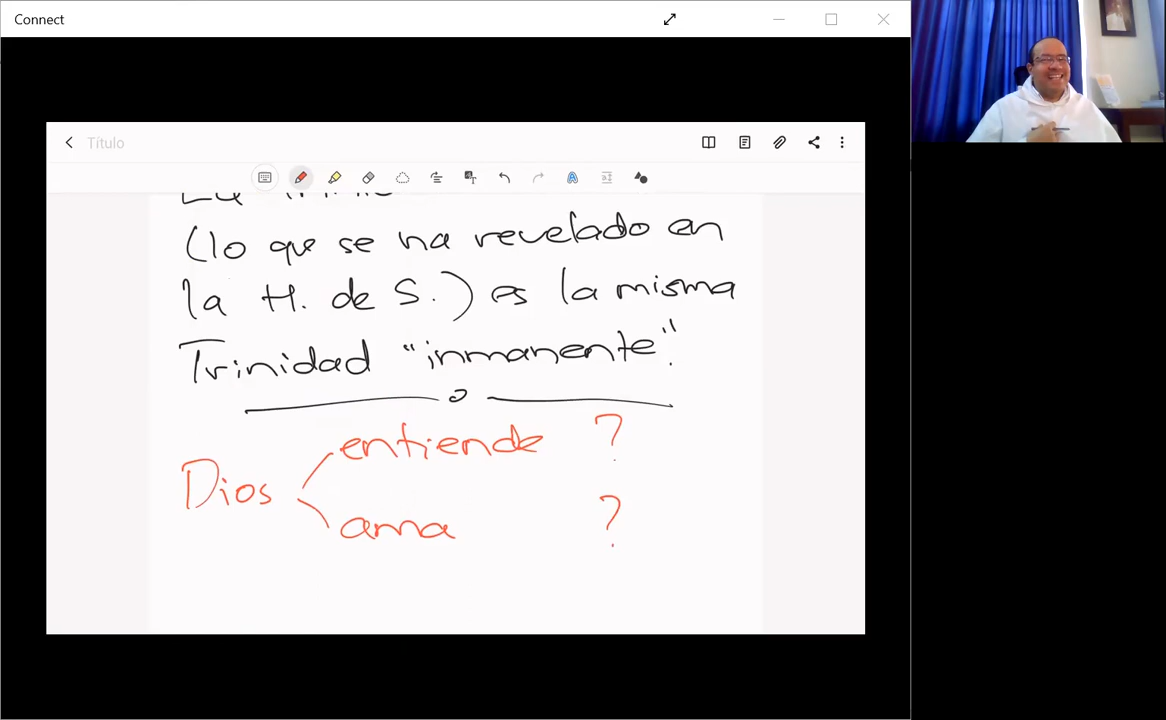 Connect
Título
(lo que se ha revelado en
la H. de S.) es la misma
Trinidad "inmanente".
entiende ?
Dios
ama ?